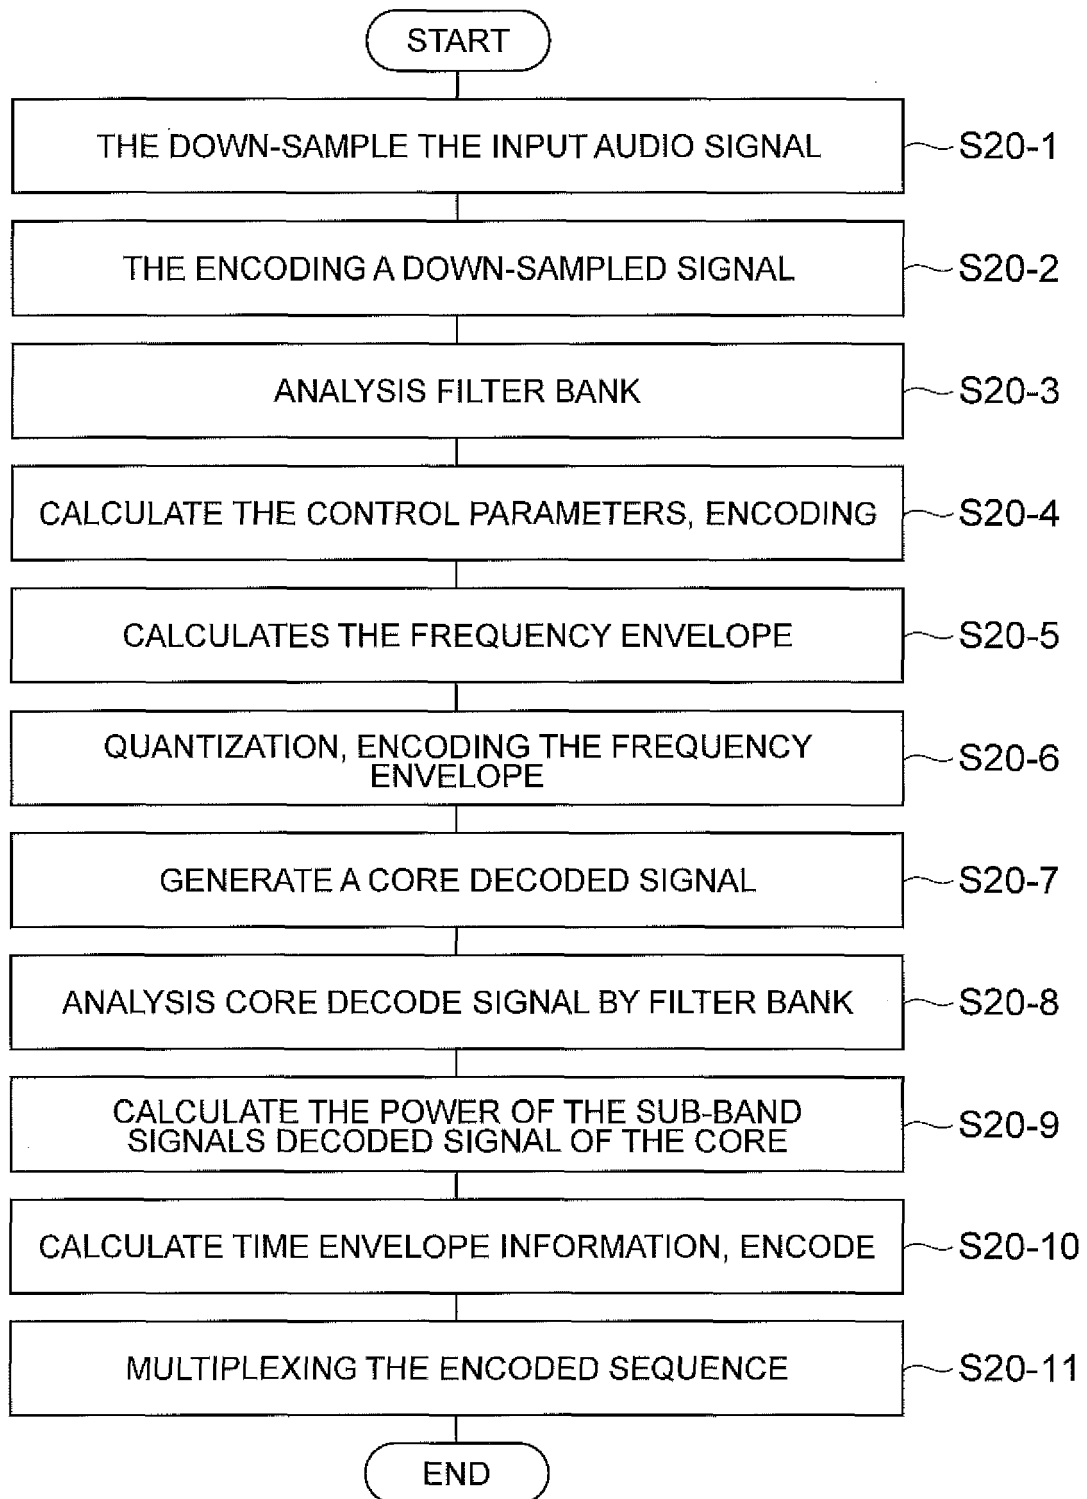 START
THE DOWN-SAMPLE THE INPUT AUDIO SIGNAL
S20-1
THE ENCODING A DOWN-SAMPLED SIGNAL
S20-2
ANALYSIS FILTER BANK
S20-3
CALCULATE THE CONTROL PARAMETERS, ENCODING
S20-4
CALCULATES THE FREQUENCY ENVELOPE
S20-5
QUANTIZATION, ENCODING THE FREQUENCY
ENVELOPE
S20-6
GENERATE A CORE DECODED SIGNAL
S20-7
ANALYSIS CORE DECODE SIGNAL BY FILTER BANK
S20-8
CALCULATE THE POWER OF THE SUB-BAND
SIGNALS DECODED SIGNAL OF THE CORE
S20-9
CALCULATE TIME ENVELOPE INFORMATION, ENCODE
S20-10
MULTIPLEXING THE ENCODED SEQUENCE
S20-11
END